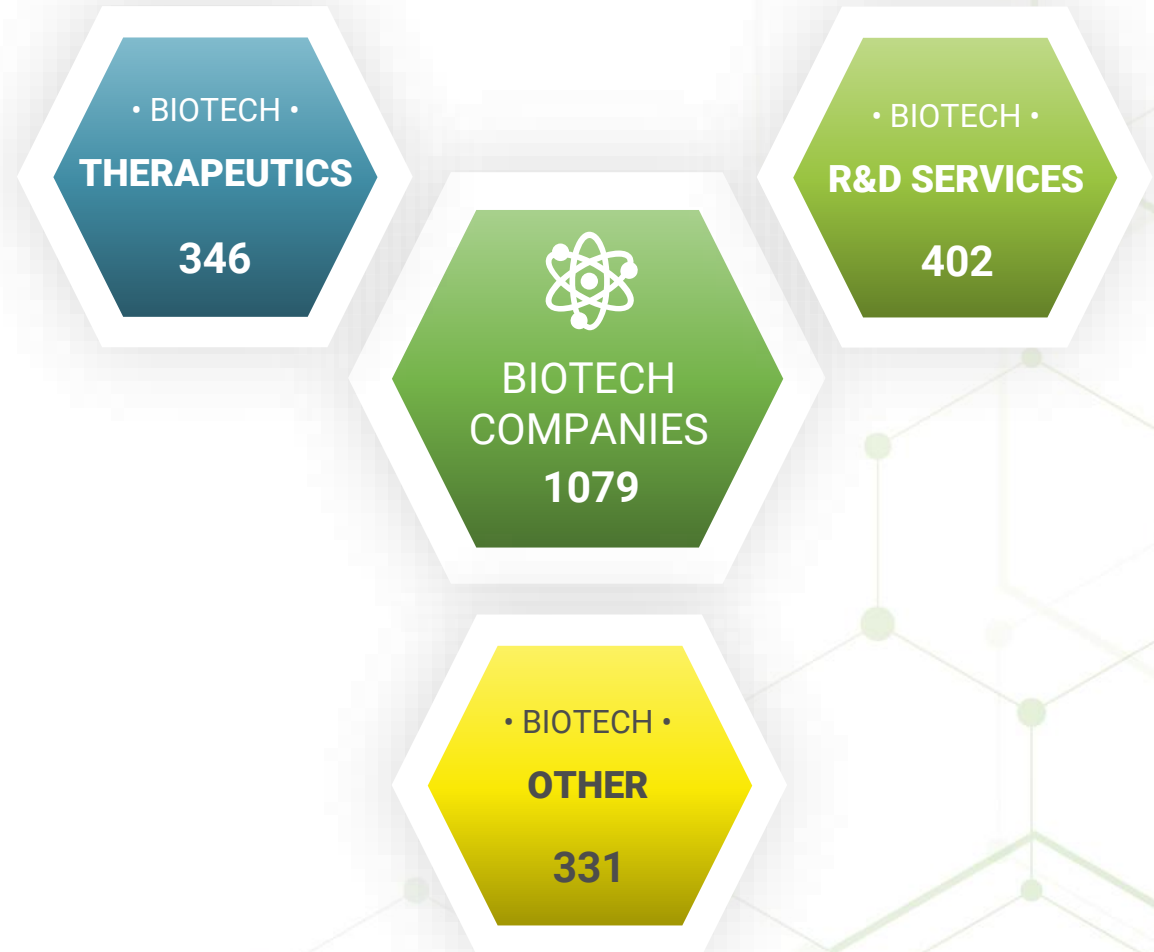 • BIOTECH •
THERAPEUTICS
346
• BIOTECH •
R&D SERVICES
402
BIOTECH
COMPANIES
1079
• BIOTECH •
OTHER
331